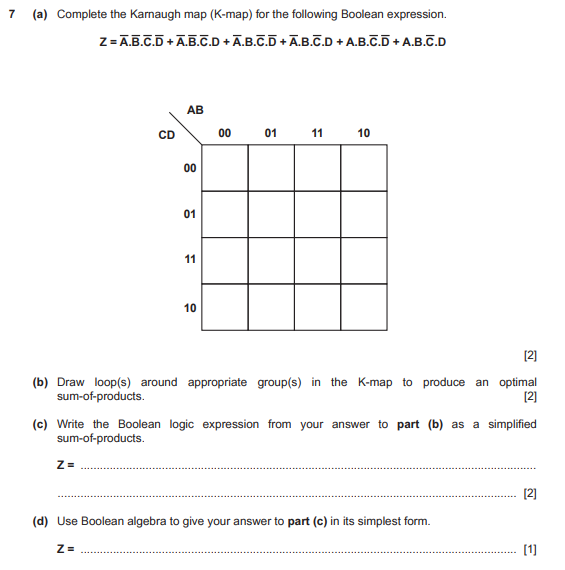 7 (a) Complete the Karnaugh map (K-map) for the following Boolean expression.
Z = A̅.B̅.C̅.D̅ + A̅.B̅.C̅.D + A̅.B.C̅.D̅ + A̅.B.C̅.D + A.B.C̅.D̅ + A.B.C̅.D
AB
CD 00 01 11 10
00
01
11
10
[2]
(b) Draw loop(s) around appropriate group(s) in the K-map to produce an optimal
sum-of-products. [2]
(c) Write the Boolean logic expression from your answer to part (b) as a simplified
sum-of-products.
Z = ..........................................................................................
.......................................................................................... [2]
(d) Use Boolean algebra to give your answer to part (c) in its simplest form.
Z = .......................................................................................... [1]